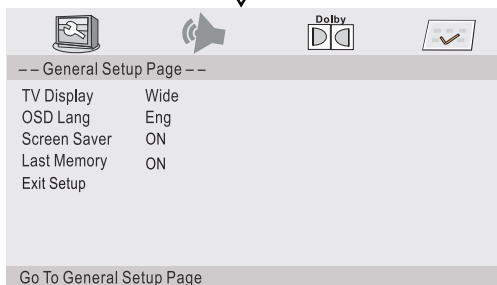 Dolby
-- General Setup Page --
TV Display Wide
OSD Lang Eng
Screen Saver ON
Last Memory ON
Exit Setup
Go To General Setup Page